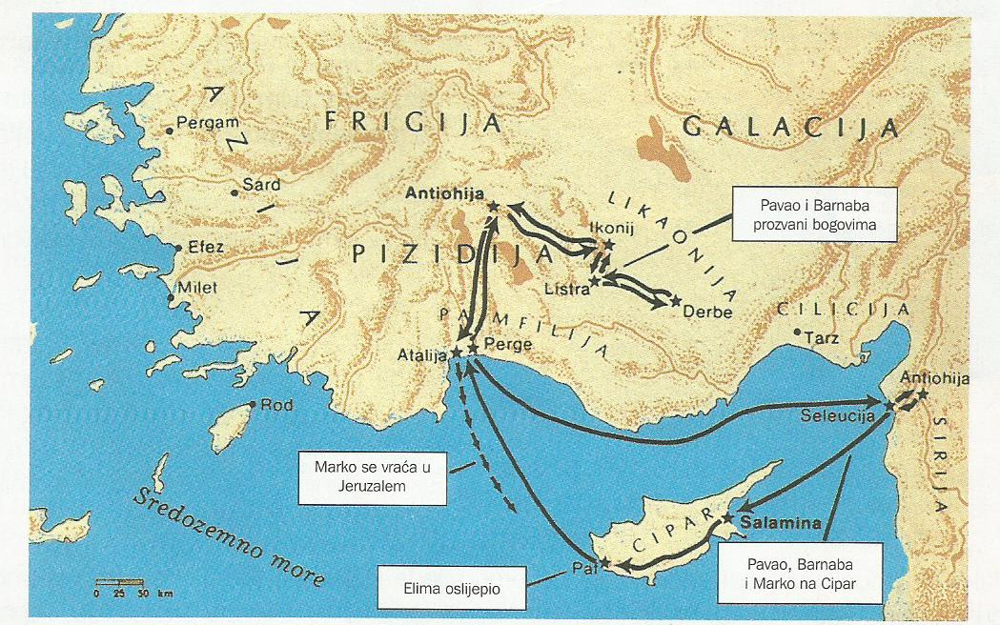 FRIGIJA
GALACIJA
AZIJA
Pergam
Sard
Antiohija
LIKAONIJA
Pavao i Barnaba
prozvani bogovima
Ikonij
Efez
PIZIDIJA
Milet
Listra
Derbe
CILICIJA
Tarz
PAMFILIJA
Perge
Atalija
Antiohija
Rod
Seleucija
SIRIJA
Marko se vraća u
Jeruzalem
Sredozemno more
CIPAR
Salamina
Paf
Pavao, Barnaba
i Marko na Cipar
Elima oslijepio
0 25 50 km